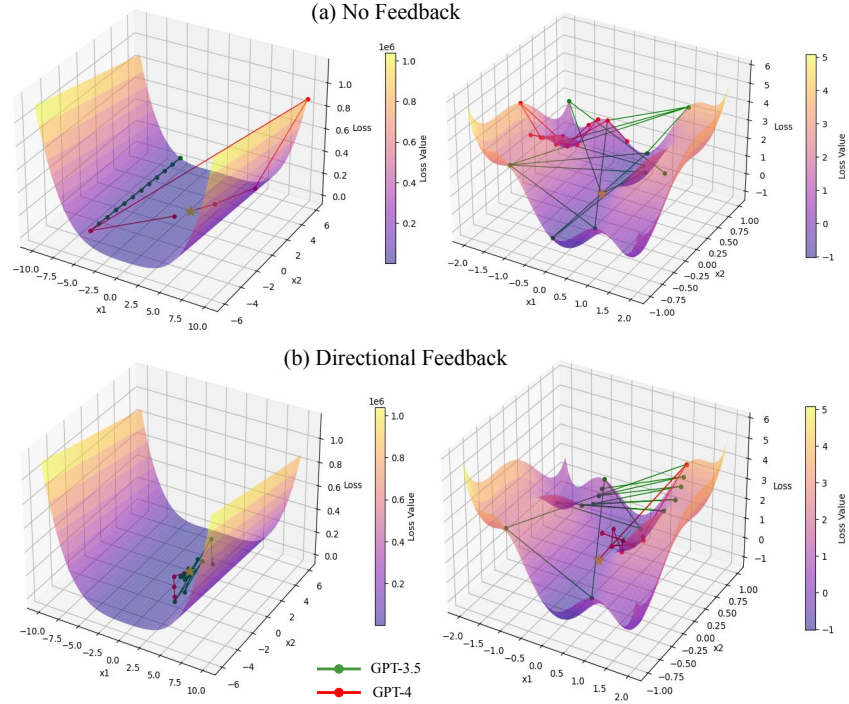 (a) No Feedback
1e6
1.0
0.8
0.6
0.4
0.2
Loss Value
1.0
0.8
0.6
0.4
0.2
0.0
Loss
−10.0 −7.5 −5.0 −2.5 0.0 2.5 5.0 7.5 10.0
x1
−6 −4 −2 0 2 4 6
x2
5
4
3
2
1
0
−1
Loss Value
6
5
4
3
2
1
0
−1
Loss
−2.0 −1.5 −1.0 −0.5 0.0 0.5 1.0 1.5 2.0
x1
−1.00 −0.75 −0.50 −0.25 0.00 0.25 0.50 0.75 1.00
x2
(b) Directional Feedback
1e6
1.0
0.8
0.6
0.4
0.2
Loss Value
1.0
0.8
0.6
0.4
0.2
0.0
Loss
−10.0 −7.5 −5.0 −2.5 0.0 2.5 5.0 7.5 10.0
x1
−6 −4 −2 0 2 4 6
x2
5
4
3
2
1
0
−1
Loss Value
6
5
4
3
2
1
0
−1
Loss
−2.0 −1.5 −1.0 −0.5 0.0 0.5 1.0 1.5 2.0
x1
−1.00 −0.75 −0.50 −0.25 0.00 0.25 0.50 0.75 1.00
x2
GPT-3.5
GPT-4